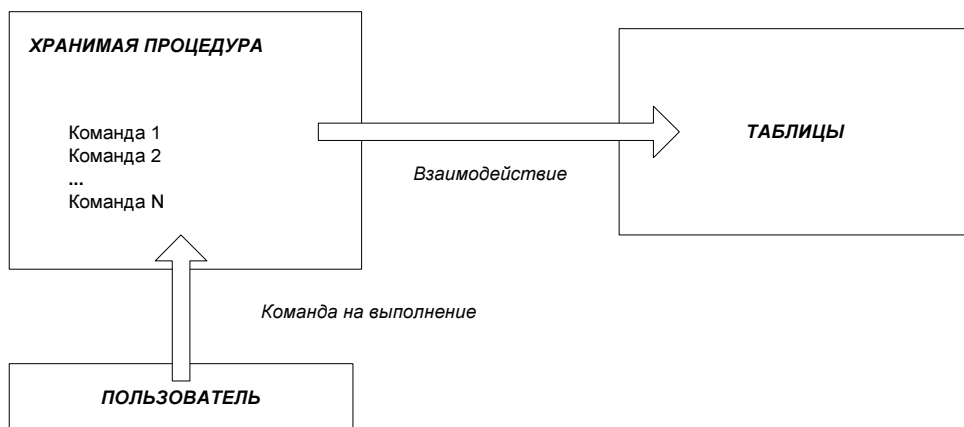 ХРАНИМАЯ ПРОЦЕДУРА
Команда 1
Команда 2
...
Команда N
ТАБЛИЦЫ
Взаимодействие
Команда на выполнение
ПОЛЬЗОВАТЕЛЬ